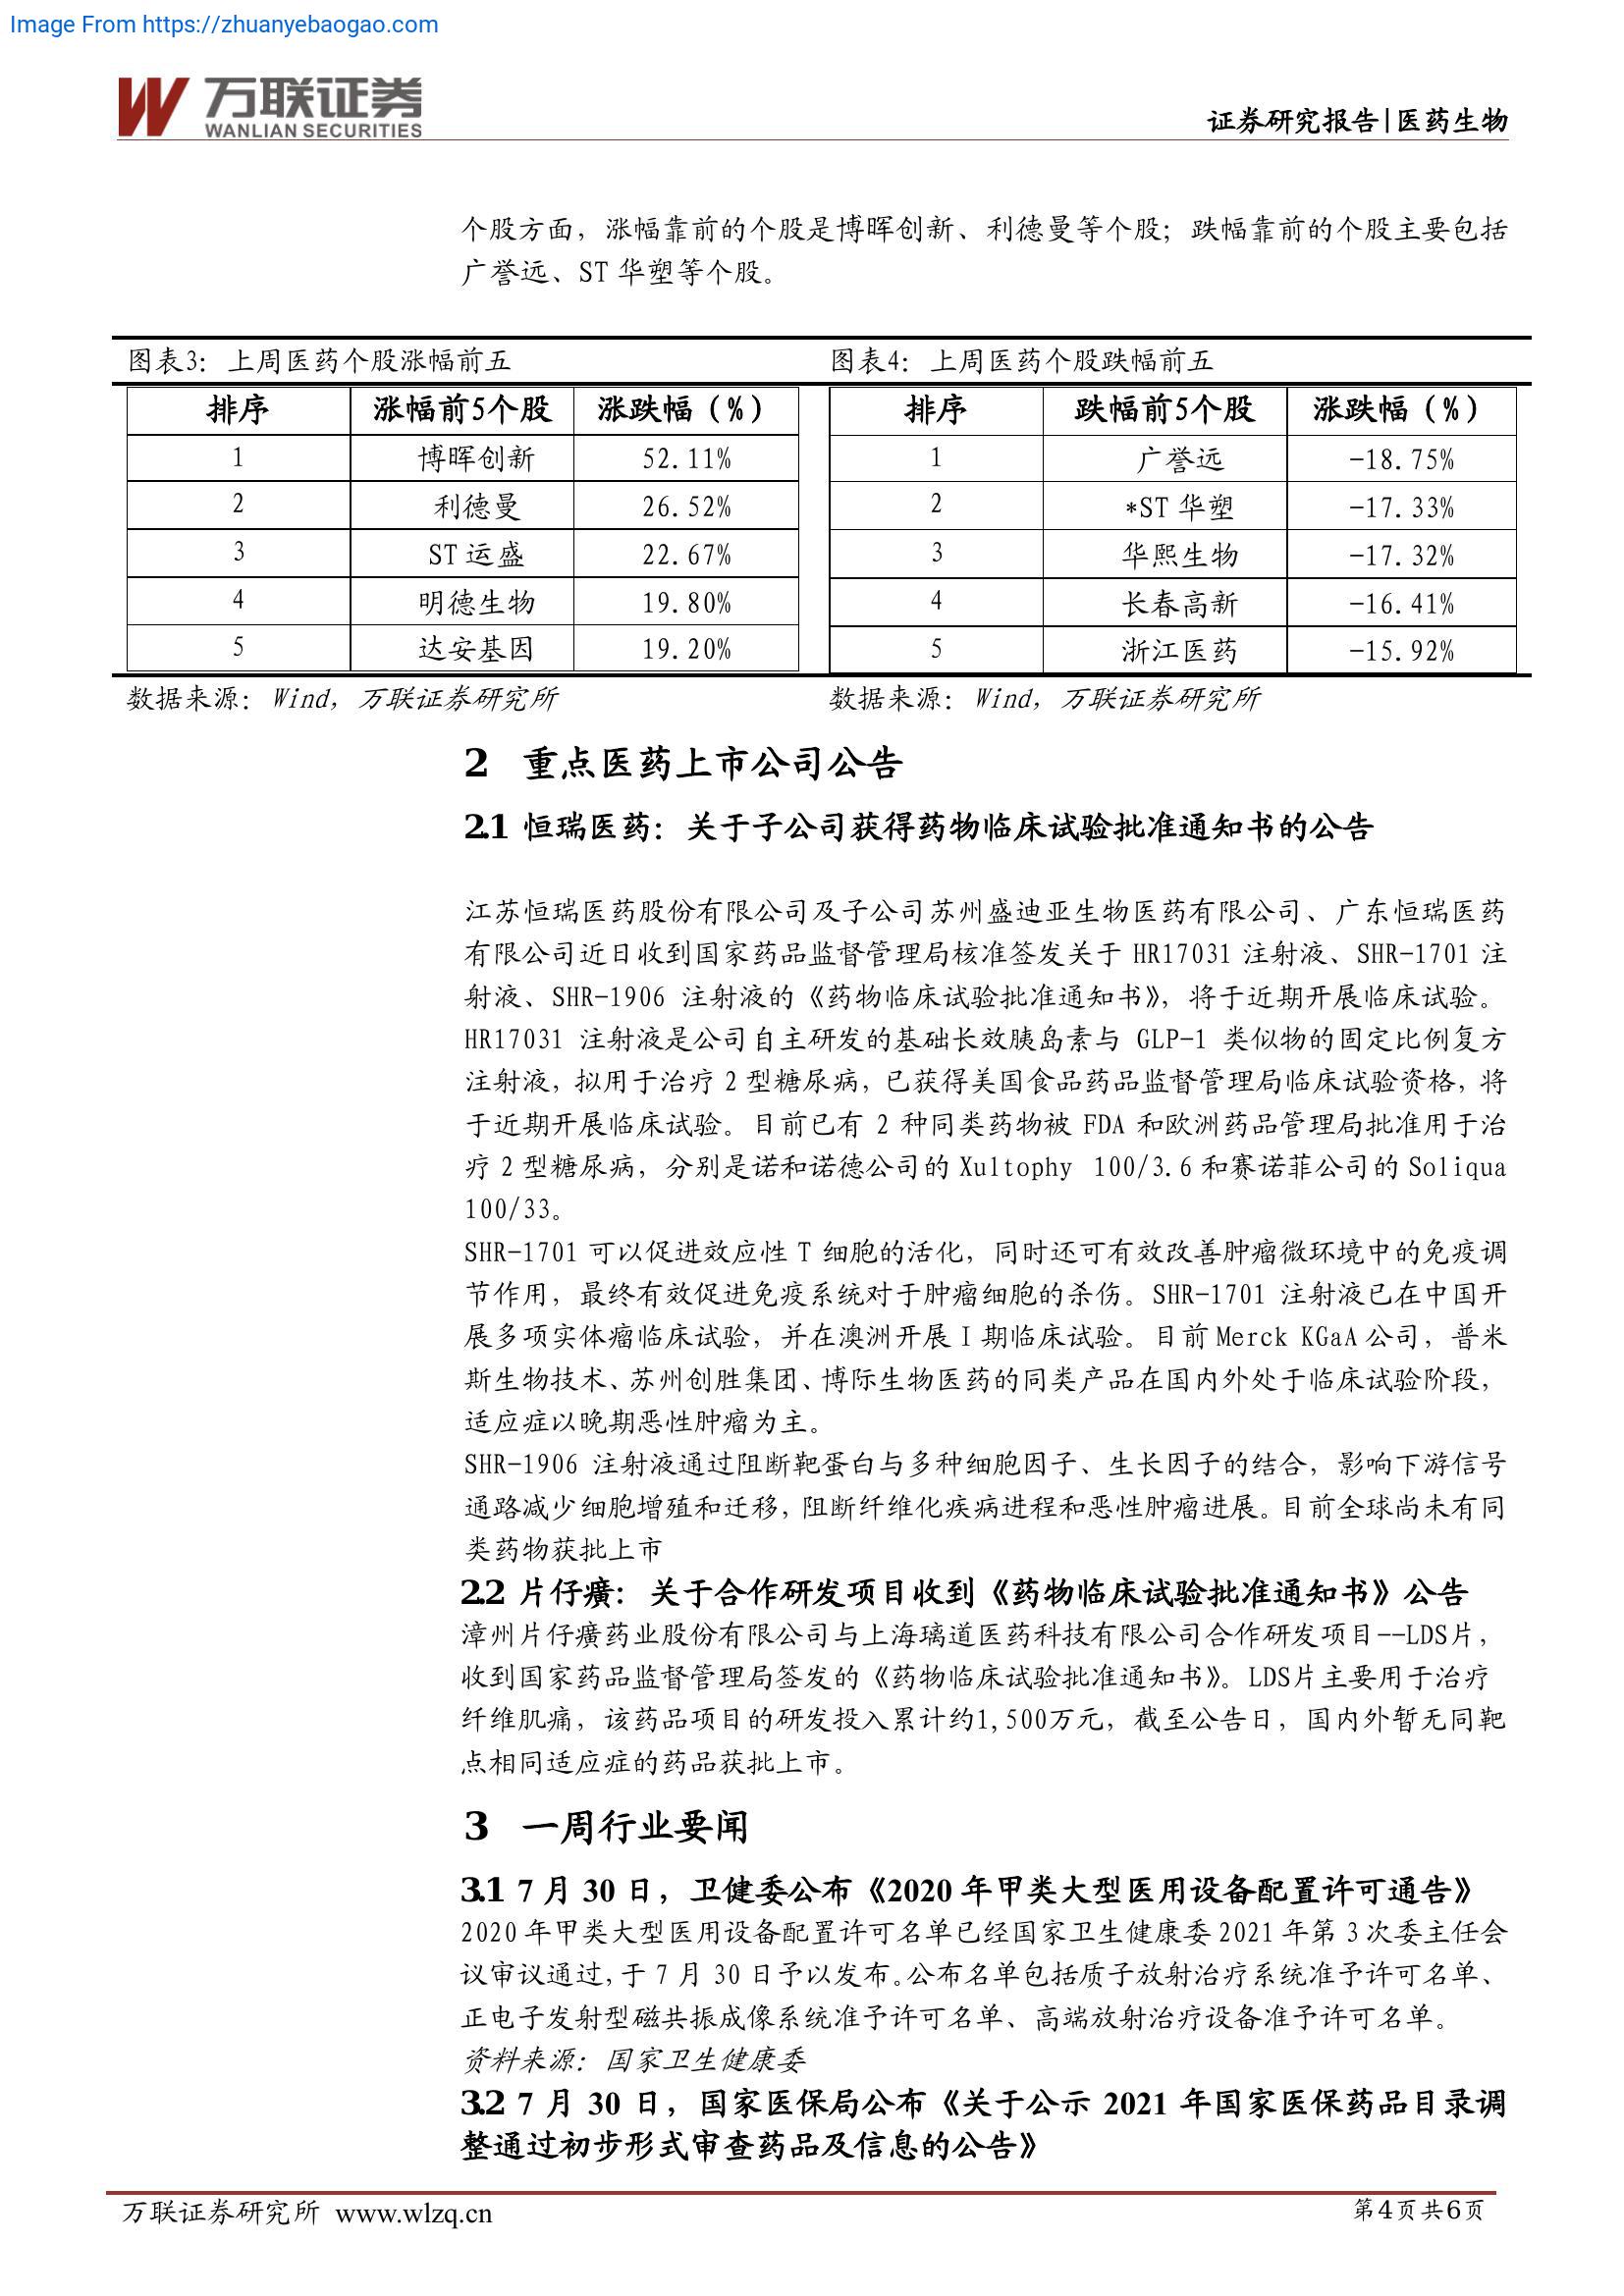 Image From https://zhuanyebaogao.com
万联证券
WANLIAN SECURITIES
证券研究报告|医药生物
个股方面，涨幅靠前的个股是博晖创新、利德曼等个股；跌幅靠前的个股主要包括
广誉远、ST 华塑等个股。
图表3：上周医药个股涨幅前五
排序 涨幅前5个股 涨跌幅（%）
1 博晖创新 52.11%
2 利德曼 26.52%
3 ST 运盛 22.67%
4 明德生物 19.80%
5 达安基因 19.20%
数据来源：Wind，万联证券研究所
图表4：上周医药个股跌幅前五
排序 跌幅前5个股 涨跌幅（%）
1 广誉远 -18.75%
2 *ST 华塑 -17.33%
3 华熙生物 -17.32%
4 长春高新 -16.41%
5 浙江医药 -15.92%
数据来源：Wind，万联证券研究所
2 重点医药上市公司公告
2.1 恒瑞医药：关于子公司获得药物临床试验批准通知书的公告
江苏恒瑞医药股份有限公司及子公司苏州盛迪亚生物医药有限公司、广东恒瑞医药
有限公司近日收到国家药品监督管理局核准签发关于 HR17031 注射液、SHR-1701 注
射液、SHR-1906 注射液的《药物临床试验批准通知书》，将于近期开展临床试验。
HR17031 注射液是公司自主研发的基础长效胰岛素与 GLP-1 类似物的固定比例复方
注射液，拟用于治疗 2 型糖尿病，已获得美国食品药品监督管理局临床试验资格，将
于近期开展临床试验。目前已有 2 种同类药物被 FDA 和欧洲药品管理局批准用于治
疗 2 型糖尿病，分别是诺和诺德公司的 Xultophy 100/3.6 和赛诺菲公司的 Soliqua
100/33。
SHR-1701 可以促进效应性 T 细胞的活化，同时还可有效改善肿瘤微环境中的免疫调
节作用，最终有效促进免疫系统对于肿瘤细胞的杀伤。SHR-1701 注射液已在中国开
展多项实体瘤临床试验，并在澳洲开展 I 期临床试验。目前 Merck KGaA 公司，普米
斯生物技术、苏州创胜集团、博际生物医药的同类产品在国内外处于临床试验阶段，
适应症以晚期恶性肿瘤为主。
SHR-1906 注射液通过阻断靶蛋白与多种细胞因子、生长因子的结合，影响下游信号
通路减少细胞增殖和迁移，阻断纤维化疾病进程和恶性肿瘤进展。目前全球尚未有同
类药物获批上市
2.2 片仔癀：关于合作研发项目收到《药物临床试验批准通知书》公告
漳州片仔癀药业股份有限公司与上海璃道医药科技有限公司合作研发项目--LDS片，
收到国家药品监督管理局签发的《药物临床试验批准通知书》。LDS片主要用于治疗
纤维肌痛，该药品项目的研发投入累计约1,500万元，截至公告日，国内外暂无同靶
点相同适应症的药品获批上市。
3 一周行业要闻
3.1 7 月 30 日，卫健委公布《2020 年甲类大型医用设备配置许可通告》
2020 年甲类大型医用设备配置许可名单已经国家卫生健康委 2021 年第 3 次委主任会
议审议通过，于 7 月 30 日予以发布。公布名单包括质子放射治疗系统准予许可名单、
正电子发射型磁共振成像系统准予许可名单、高端放射治疗设备准予许可名单。
资料来源：国家卫生健康委
3.2 7 月 30 日，国家医保局公布《关于公示 2021 年国家医保药品目录调
整通过初步形式审查药品及信息的公告》
万联证券研究所 www.wlzq.cn
第4页共6页